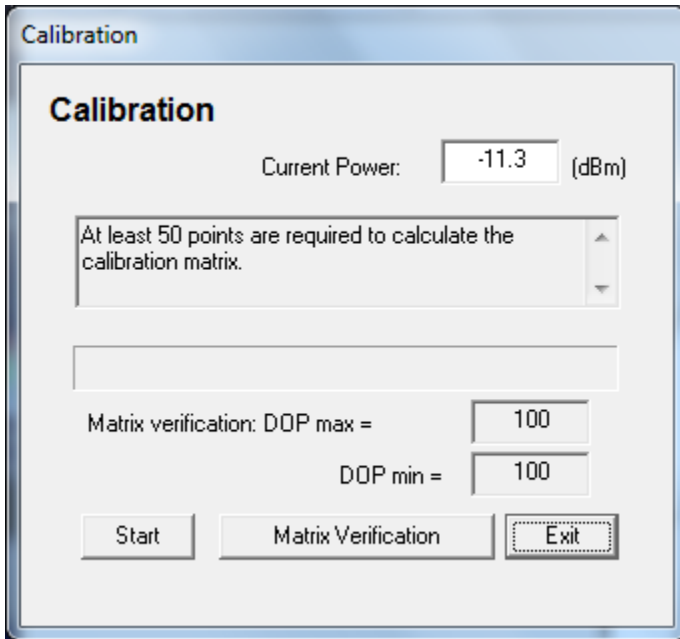 Calibration
Calibration
Current Power: -11.3 (dBm)
At least 50 points are required to calculate the
calibration matrix.
Matrix verification: DOP max = 100
DOP min = 100
Start Matrix Verification Exit